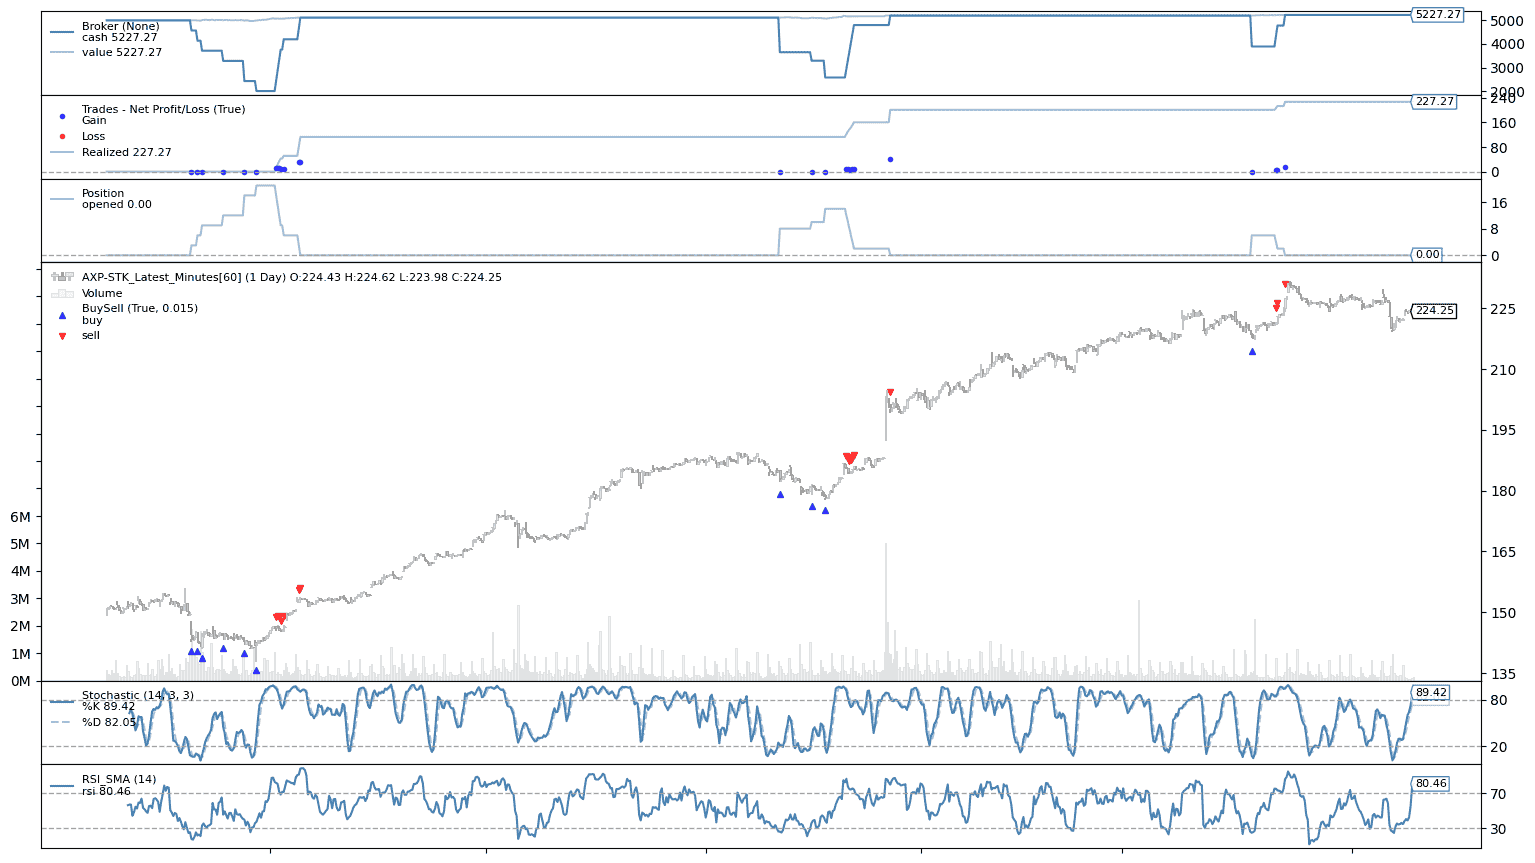 Broker (None)
cash 5227.27
value 5227.27
5227.27
5000
4000
3000
2000
Trades - Net Profit/Loss (True)
Gain
Loss
Realized 227.27
227.27
240
160
80
0
Position
opened 0.00
16
8
0.00
0
AXP-STK_Latest_Minutes[60] (1 Day) O:224.43 H:224.62 L:223.98 C:224.25
Volume
BuySell (True, 0.015)
buy
sell
224.25
225
210
195
180
165
150
135
6M
5M
4M
3M
2M
1M
0M
Stochastic (14, 3, 3)
%K 89.42
%D 82.05
89.42
80
20
RSI_SMA (14)
rsi 80.46
80.46
70
30